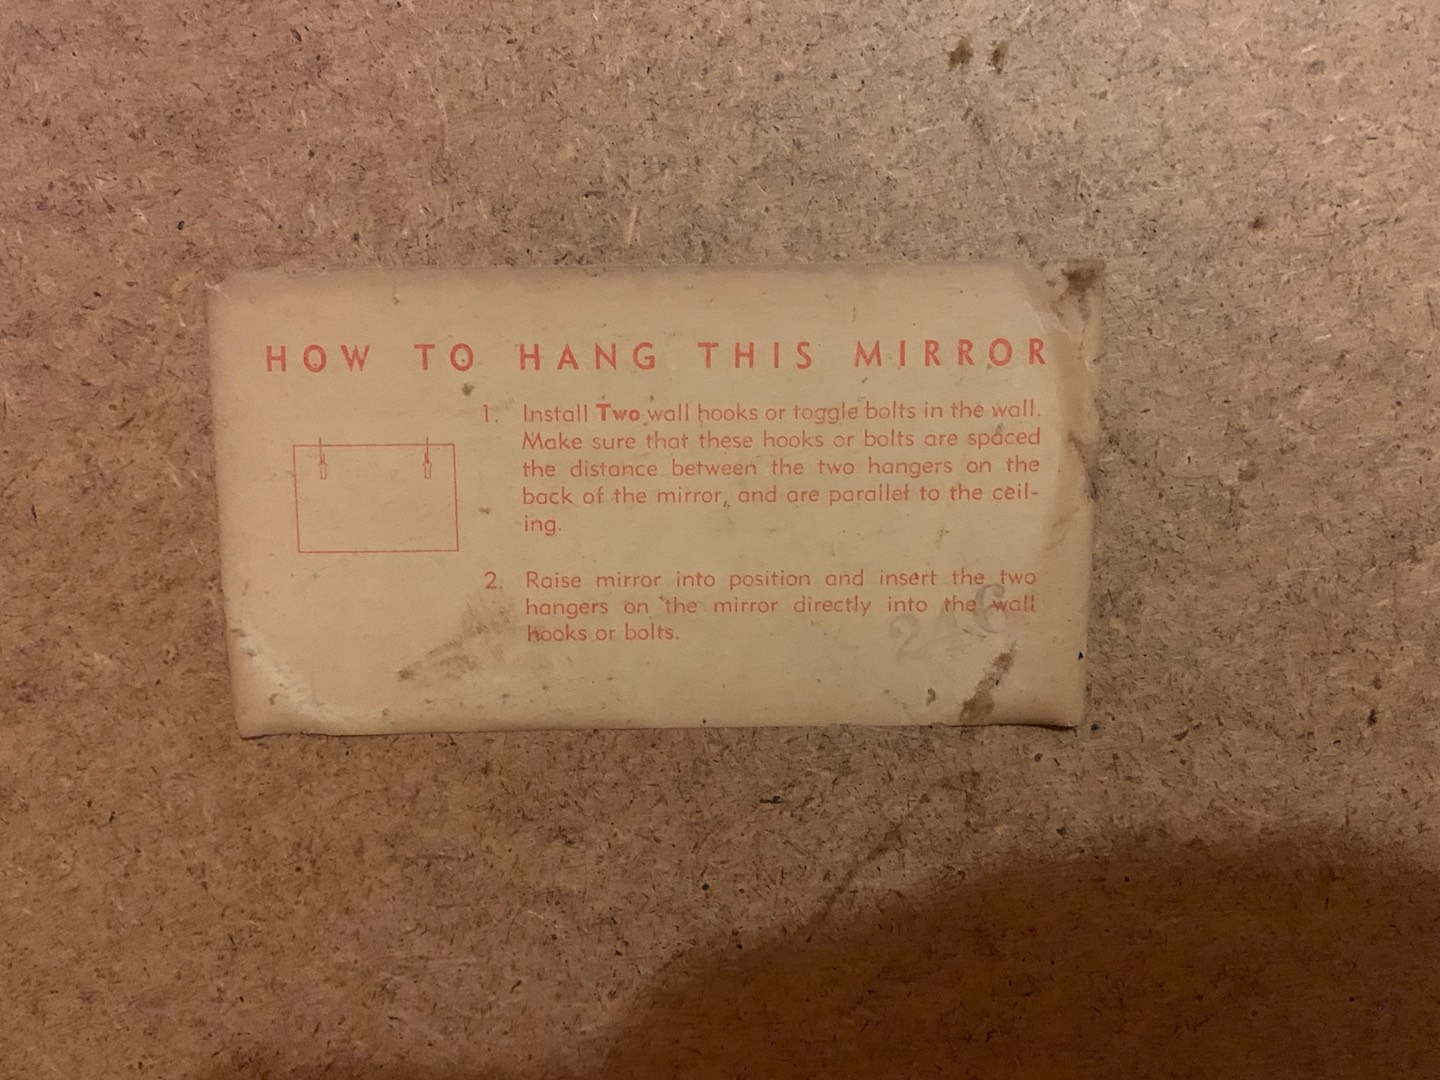 HOW TO HANG THIS MIRROR
1. Install Two wall hooks or toggle bolts in the wall.
Make sure that these hooks or bolts are spaced
the distance between the two hangers on the
back of the mirror, and are parallel to the ceil-
ing.
2. Raise mirror into position and insert the two
hangers on the mirror directly into the wall
hooks or bolts.
246